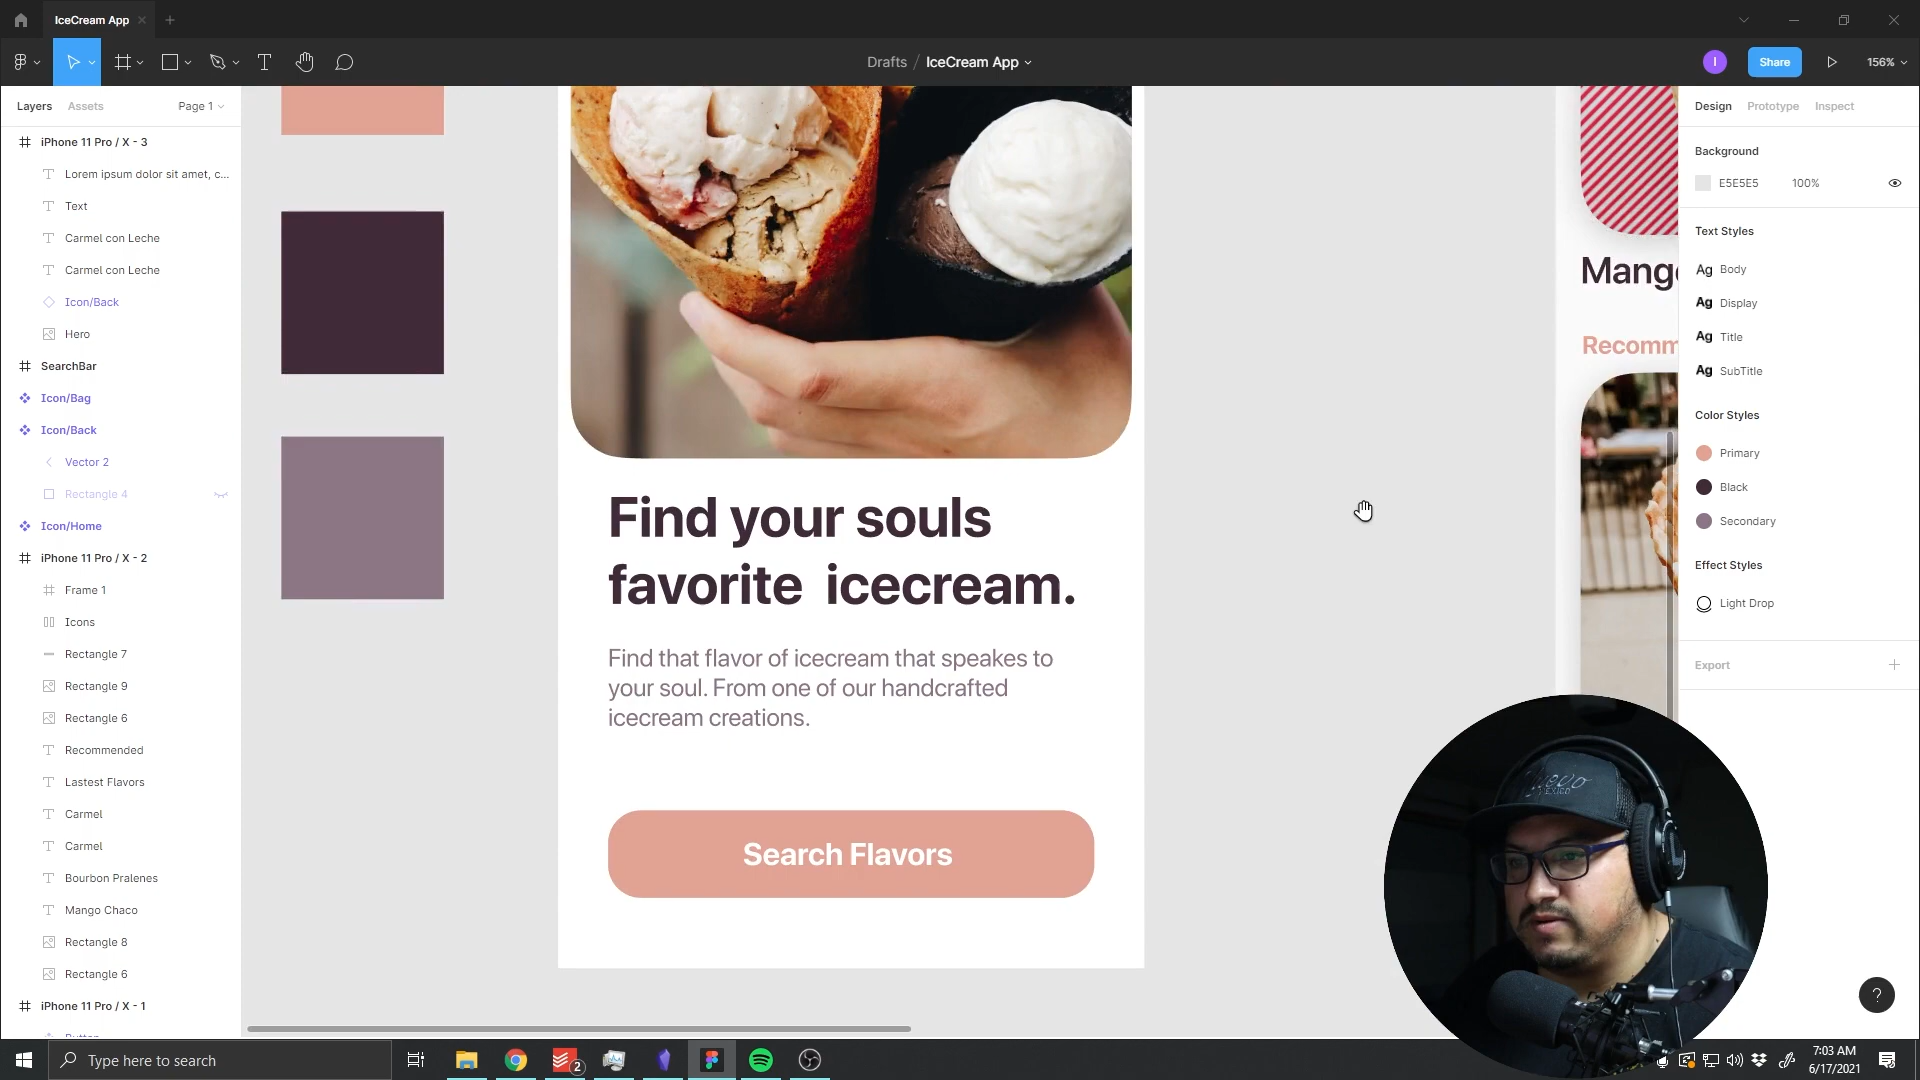 IceCream App
Drafts / IceCream App
I
Share
156%
Layers
Assets
Page 1
Design
Prototype
Inspect
iPhone 11 Pro / X - 3
Lorem ipsum dolor sit amet, c...
Text
Carmel con Leche
Carmel con Leche
Icon/Back
Hero
SearchBar
Icon/Bag
Icon/Back
Vector 2
Rectangle 4
Icon/Home
iPhone 11 Pro / X - 2
Frame 1
Icons
Rectangle 7
Rectangle 9
Rectangle 6
Recommended
Lastest Flavors
Carmel
Carmel
Bourbon Pralenes
Mango Chaco
Rectangle 8
Rectangle 6
iPhone 11 Pro / X - 1
Find your souls
favorite icecream.
Find that flavor of icecream that speakes to
your soul. From one of our handcrafted
icecream creations.
Search Flavors
Mang
Recomm
Background
E5E5E5
100%
Text Styles
Ag Body
Ag Display
Ag Title
Ag SubTitle
Color Styles
Primary
Black
Secondary
Effect Styles
Light Drop
Export
?
MEXICO
Type here to search
2
7:03 AM
6/17/2021